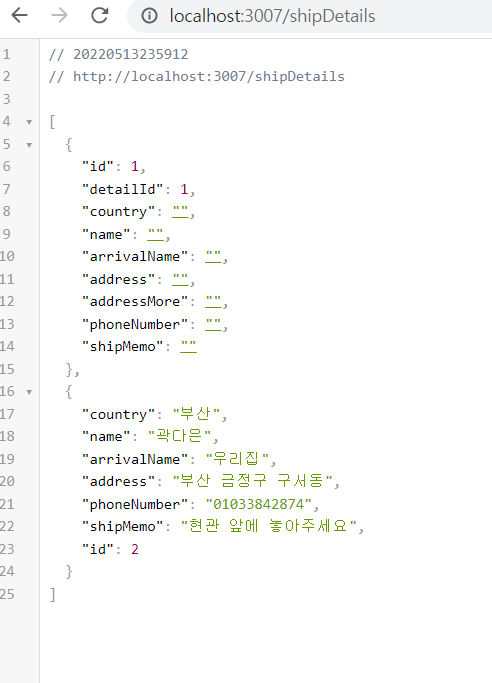 localhost:3007/shipDetails
1 // 20220513235912
2 // http://localhost:3007/shipDetails
3
4 [
5 {
6 "id": 1,
7 "detailId": 1,
8 "country": "",
9 "name": "",
10 "arrivalName": "",
11 "address": "",
12 "addressMore": "",
13 "phoneNumber": "",
14 "shipMemo": ""
15 },
16 {
17 "country": "부산",
18 "name": "곽다은",
19 "arrivalName": "우리집",
20 "address": "부산 금정구 구서동",
21 "phoneNumber": "01033842874",
22 "shipMemo": "현관 앞에 놓아주세요",
23 "id": 2
24 }
25 ]